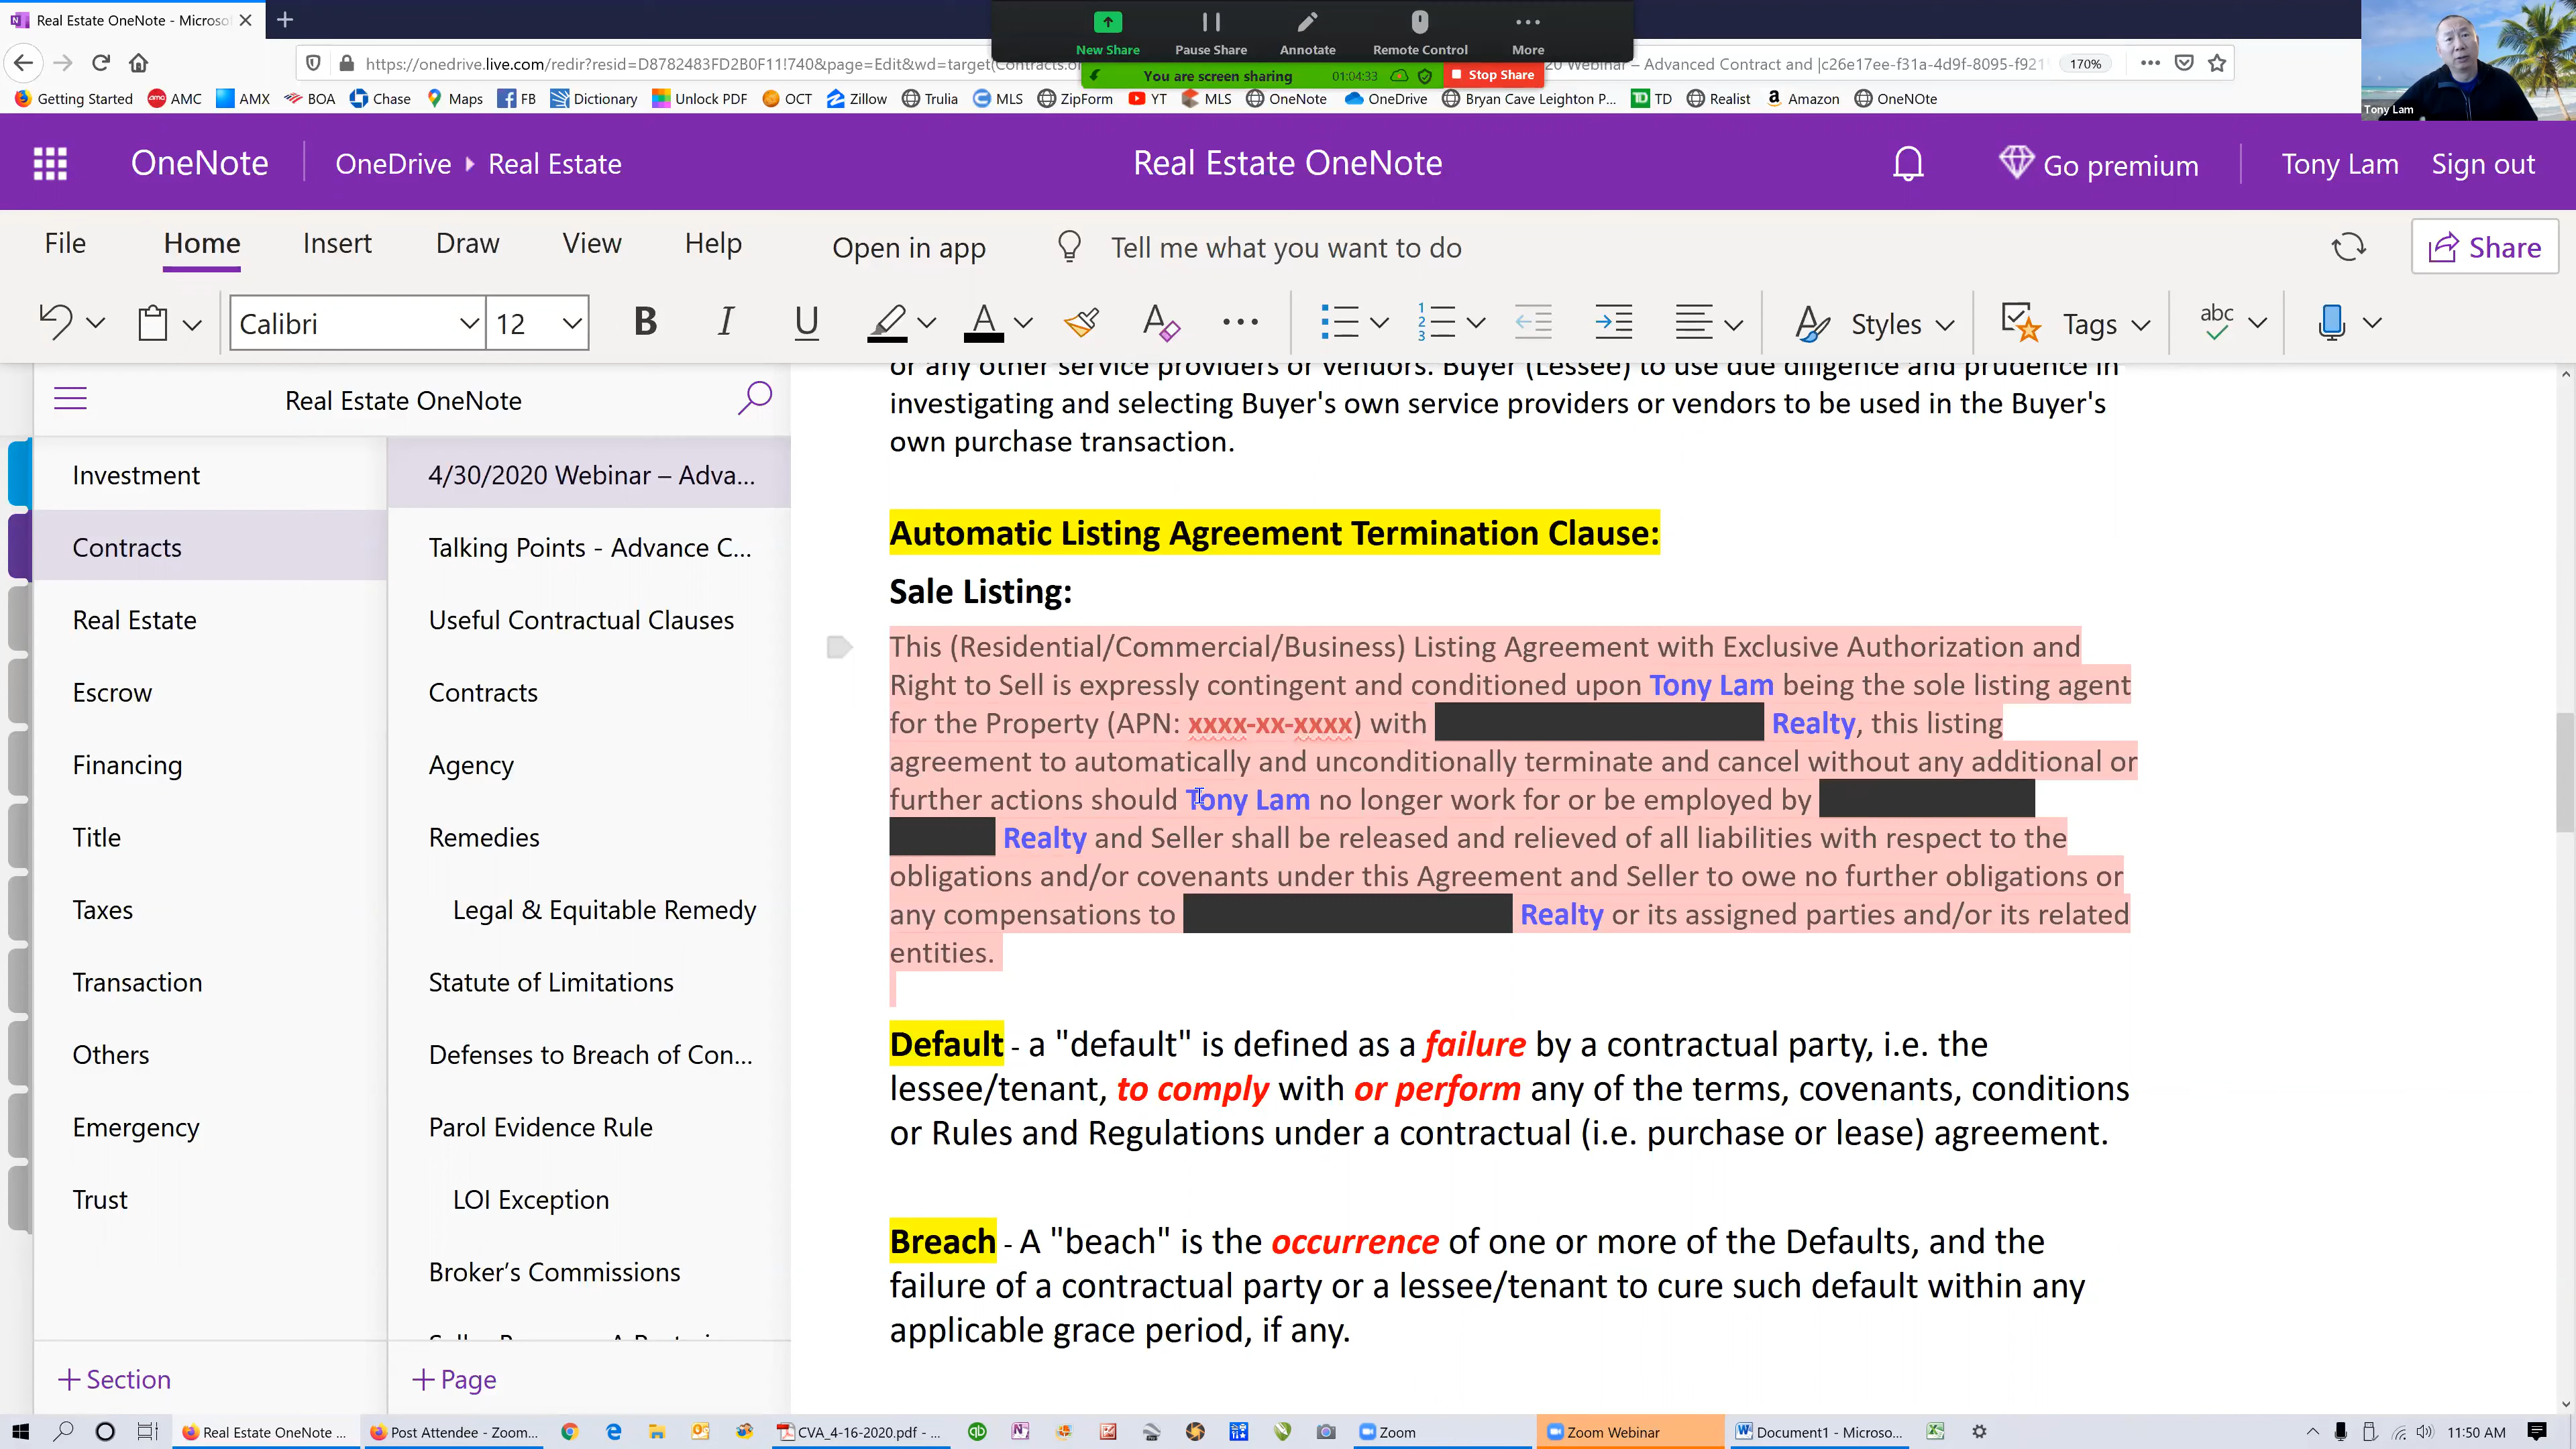 Real Estate OneNote - Microso
New Share
Pause Share
Annotate
Remote Control
More
https://onedrive.live.com/redir?resid=D8782483FD2B0F11!740&page=Edit&wd=target(Contracts.o
20 Webinar – Advanced Contract and |c26e17ee-f31a-4d9f-8095-f921
170%
You are screen sharing
01:04:33
Stop Share
Getting Started
AMC
AMX
BOA
Chase
Maps
FB
Dictionary
Unlock PDF
OCT
Zillow
Trulia
MLS
ZipForm
YT
MLS
OneNote
OneDrive
Bryan Cave Leighton P...
TD
Realist
Amazon
OneNOte
Tony Lam
OneNote
OneDrive
Real Estate
Real Estate OneNote
Go premium
Tony Lam
Sign out
File
Home
Insert
Draw
View
Help
Open in app
Tell me what you want to do
Share
Calibri
12
B
I
U
Styles
Tags
abc
Real Estate OneNote
Investment
Contracts
Real Estate
Escrow
Financing
Title
Taxes
Transaction
Others
Emergency
Trust
+ Section
4/30/2020 Webinar – Adva...
Talking Points - Advance C...
Useful Contractual Clauses
Contracts
Agency
Remedies
Legal & Equitable Remedy
Statute of Limitations
Defenses to Breach of Con...
Parol Evidence Rule
LOI Exception
Broker's Commissions
+ Page
or any other service providers or vendors. Buyer (Lessee) to use due diligence and prudence in
investigating and selecting Buyer's own service providers or vendors to be used in the Buyer's
own purchase transaction.
Automatic Listing Agreement Termination Clause:
Sale Listing:
This (Residential/Commercial/Business) Listing Agreement with Exclusive Authorization and
Right to Sell is expressly contingent and conditioned upon Tony Lam being the sole listing agent
for the Property (APN: xxxx-xx-xxxx) with Realty, this listing
agreement to automatically and unconditionally terminate and cancel without any additional or
further actions should Tony Lam no longer work for or be employed by
Realty and Seller shall be released and relieved of all liabilities with respect to the
obligations and/or covenants under this Agreement and Seller to owe no further obligations or
any compensations to Realty or its assigned parties and/or its related
entities.
Default - a "default" is defined as a failure by a contractual party, i.e. the
lessee/tenant, to comply with or perform any of the terms, covenants, conditions
or Rules and Regulations under a contractual (i.e. purchase or lease) agreement.
Breach - A "beach" is the occurrence of one or more of the Defaults, and the
failure of a contractual party or a lessee/tenant to cure such default within any
applicable grace period, if any.
Real Estate OneNote ...
Post Attendee - Zoom...
CVA_4-16-2020.pdf - ...
Zoom
Zoom Webinar
Document1 - Microso...
11:50 AM